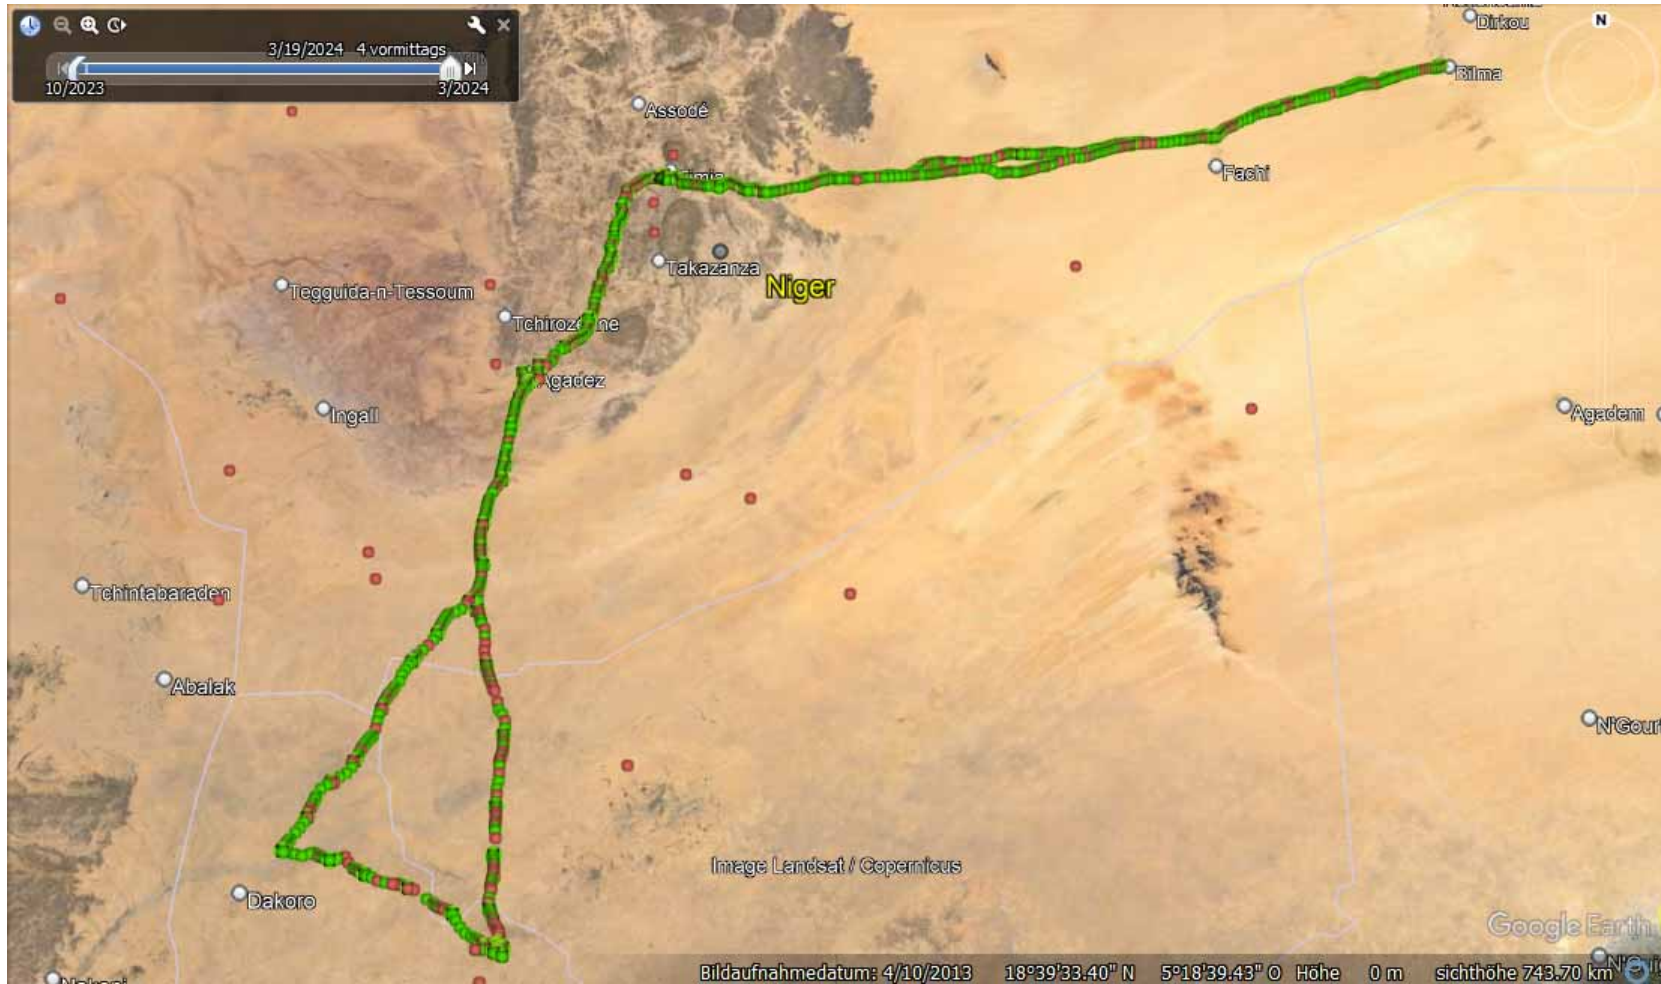 Dirkou
N
3/19/2024 4 vormittags
10/2023
3/2024
Bilma
Assodé
Fachi
Takazanza
Niger
Tegguida-n-Tessoum
Agadez
Ingall
Agadem
Tchintabaraden
Abalak
Image Landsat / Copernicus
Dakoro
Google Earth
Bildaufnahmedatum: 4/10/2013 18°39'33.40" N 5°18'39.43" O Höhe 0 m sichthöhe 743.70 km